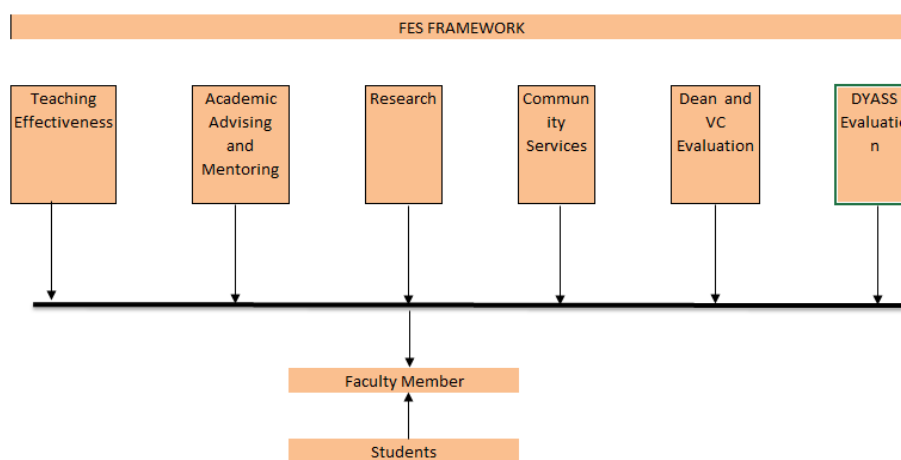 FES FRAMEWORK
Teaching
Effectiveness
Academic
Advising
and
Mentoring
Research
Commun
ity
Services
Dean and
VC
Evaluation
DYASS
Evaluatio
n
Faculty Member
Students